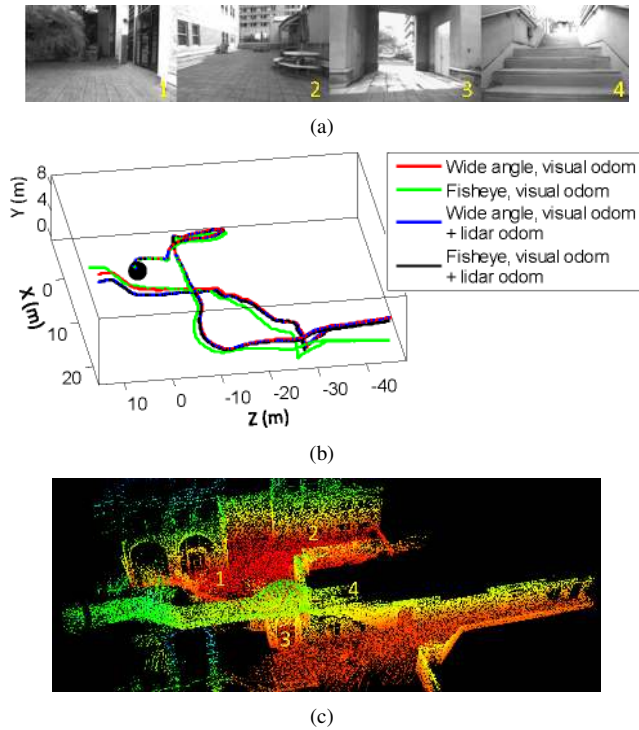 1 2 3 4
(a)
Wide angle, visual odom
Fisheye, visual odom
Wide angle, visual odom
+ lidar odom
Fisheye, visual odom
+ lidar odom
8
4
0
Y (m)
0
10
20
X (m)
10 0 -10 -20 -30 -40
Z (m)
(b)
2
1
4
3
(c)